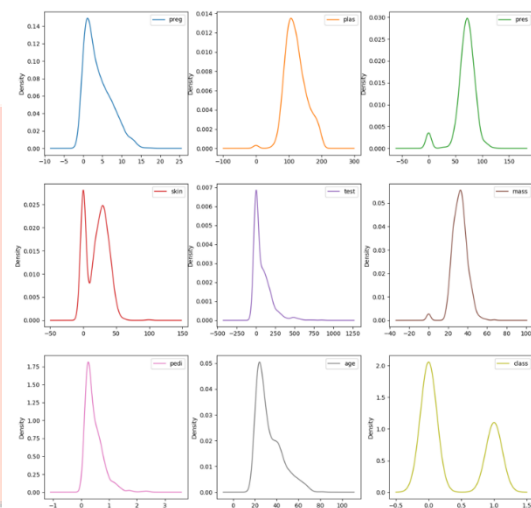 preg
Density
0.14
0.12
0.10
0.08
0.06
0.04
0.02
0.00
−10 −5 0 5 10 15 20 25
plas
Density
0.014
0.012
0.010
0.008
0.006
0.004
0.002
0.000
−100 0 100 200 300
pres
Density
0.030
0.025
0.020
0.015
0.010
0.005
0.000
−50 0 50 100 150
skin
Density
0.025
0.020
0.015
0.010
0.005
0.000
−50 0 50 100 150
test
Density
0.007
0.006
0.005
0.004
0.003
0.002
0.001
0.000
−500 −250 0 250 500 750 1000 1250
mass
Density
0.05
0.04
0.03
0.02
0.01
0.00
−40 −20 0 20 40 60 80 100
pedi
Density
1.75
1.50
1.25
1.00
0.75
0.50
0.25
0.00
−1 0 1 2 3
age
Density
0.05
0.04
0.03
0.02
0.01
0.00
0 20 40 60 80 100
class
Density
2.0
1.5
1.0
0.5
0.0
−0.5 0.0 0.5 1.0 1.5